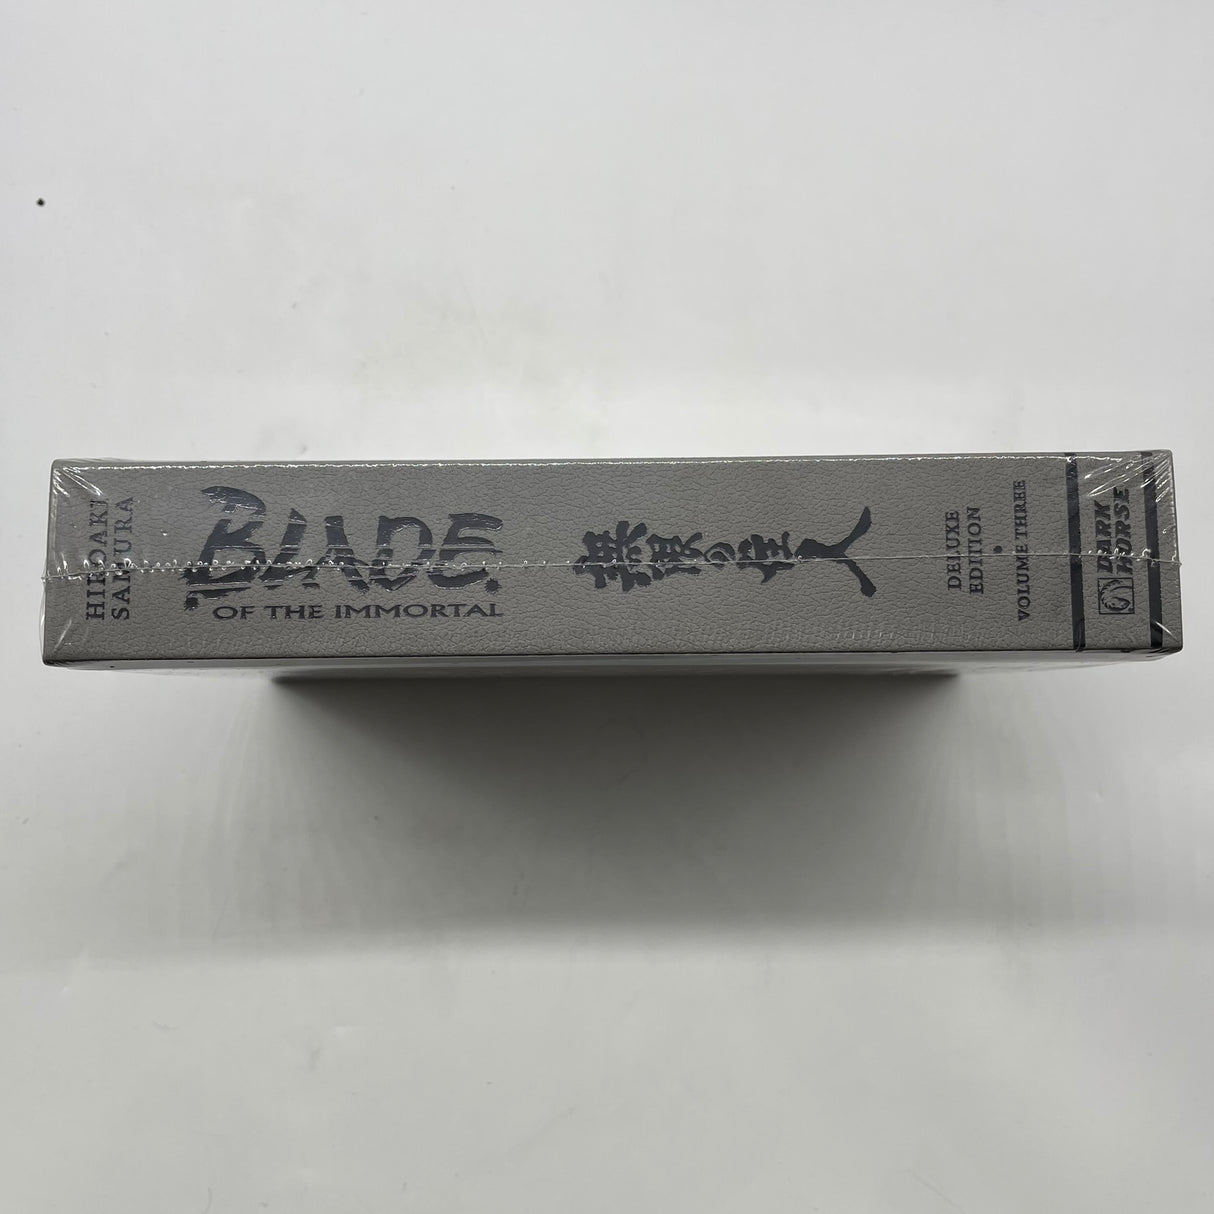 HIROAKI
SAMURA
BLADE
OF THE IMMORTAL
無限の住人
DELUXE
EDITION
VOLUME THREE
DARK
HORSE